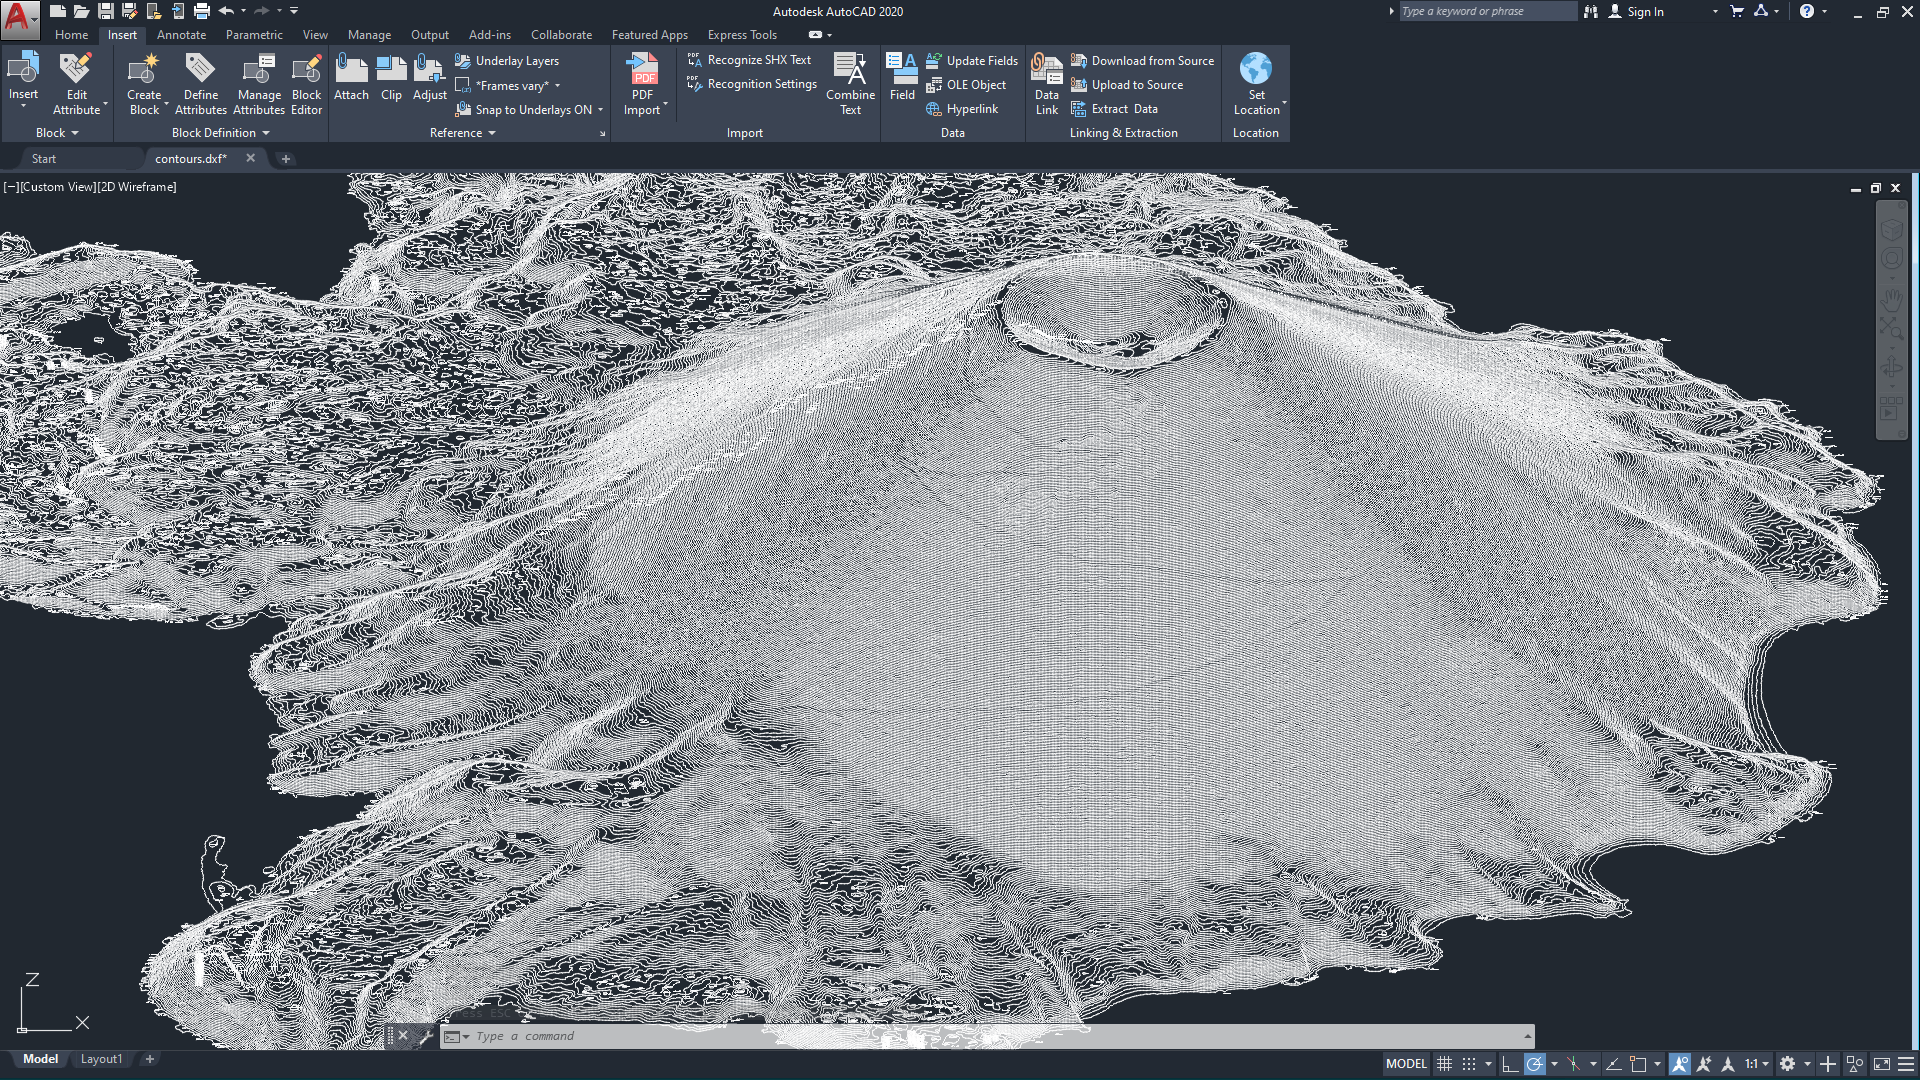 Autodesk AutoCAD 2020
Type a keyword or phrase
Sign In
Home Insert Annotate Parametric View Manage Output Add-ins Collaborate Featured Apps Express Tools
Insert
Edit
Attribute
Block
Create
Block
Define
Attributes
Manage
Attributes
Block
Editor
Block Definition
Attach
Clip
Adjust
Underlay Layers
*Frames vary*
Snap to Underlays ON
Reference
PDF
PDF
Import
Recognize SHX Text
Recognition Settings
Combine
Text
Import
Field
Update Fields
OLE Object
Hyperlink
Data
Data
Link
Download from Source
Upload to Source
Extract Data
Linking & Extraction
Set
Location
Location
Start
contours.dxf*
[−][Custom View][2D Wireframe]
Z
X
Type a command
Model Layout1
MODEL
1:1